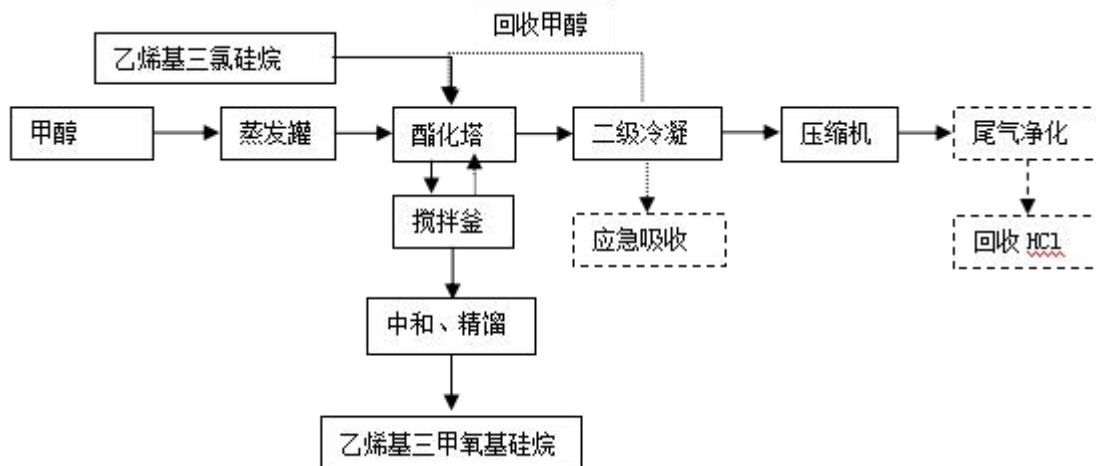 回收甲醇
乙烯基三氯硅烷
甲醇
蒸发罐
酯化塔
二级冷凝
压缩机
尾气净化
搅拌釜
应急吸收
回收 HCl
中和、精馏
乙烯基三甲氧基硅烷